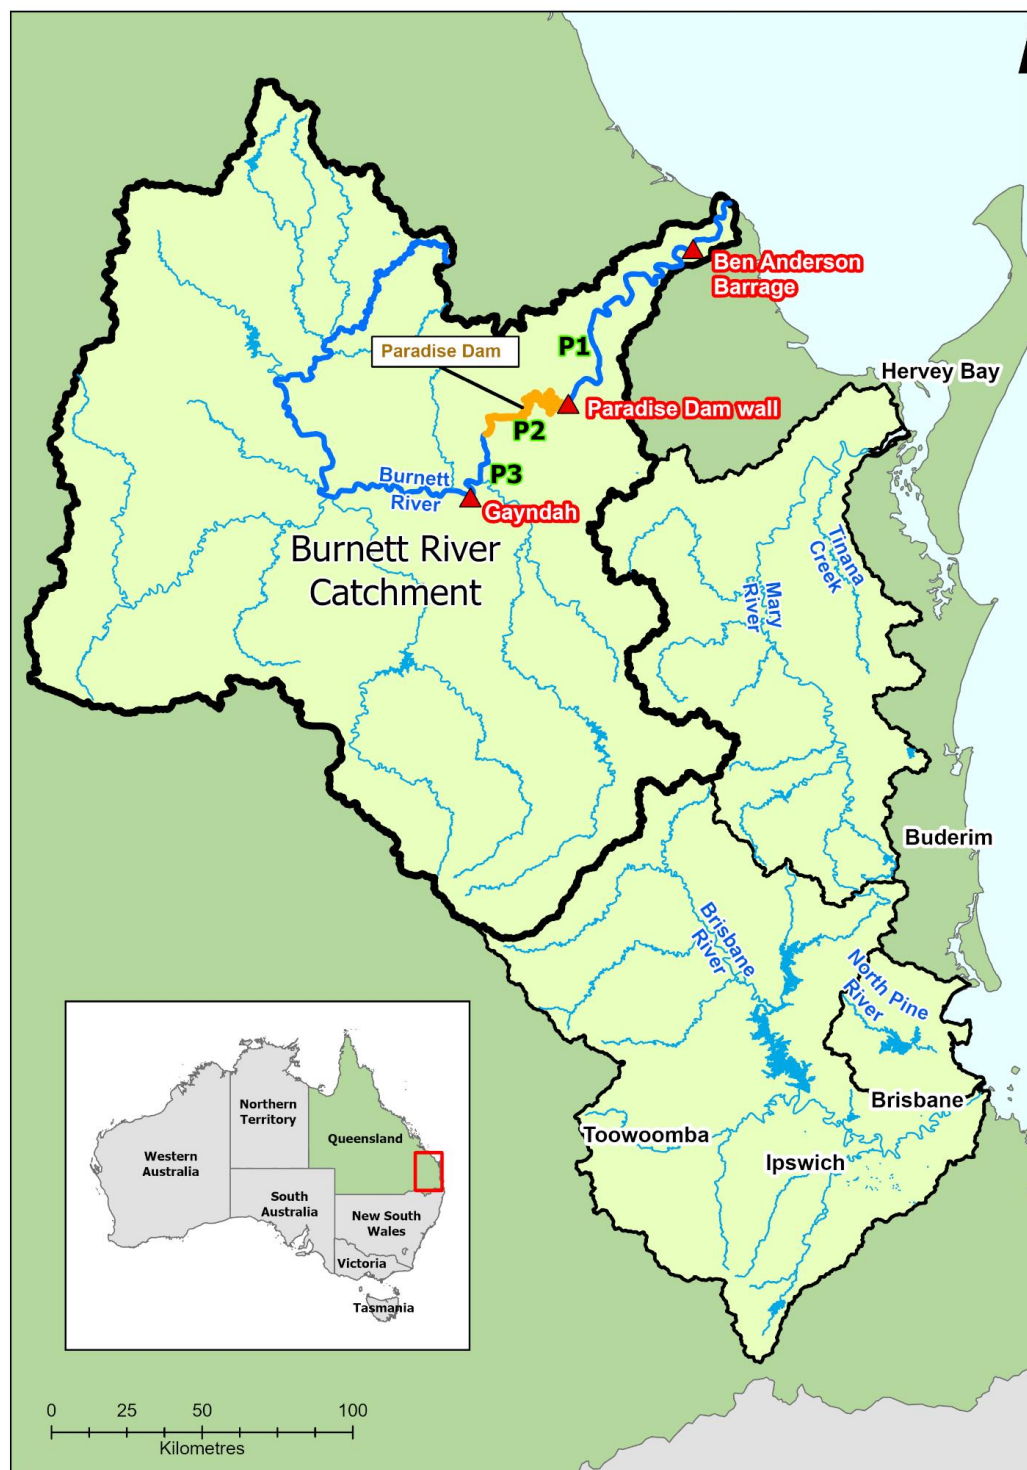 Ben Anderson
Barrage
P1
Paradise Dam
Hervey Bay
Paradise Dam wall
P2
P3
Burnett
River
Gayndah
Burnett River
Catchment
Tinana
Creek
Mary
River
Buderim
Brisbane
River
North Pine
River
Brisbane
Toowoomba
Ipswich
Northern
Territory
Queensland
Western
Australia
South
Australia
New South
Wales
Victoria
Tasmania
0 25 50 100
Kilometres